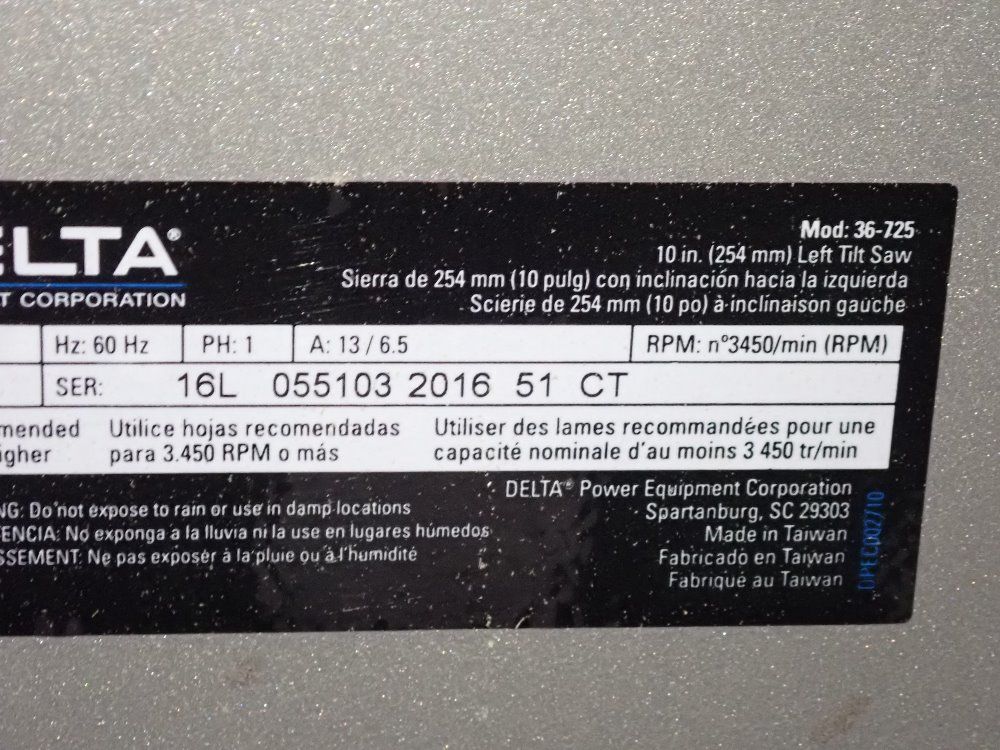 ELTA®
T CORPORATION
Mod: 36-725
10 in. (254 mm) Left Tilt Saw
Sierra de 254 mm (10 pulg) con inclinación hacia la izquierda
Scierie de 254 mm (10 po) à inclinaison gauche
Hz: 60 Hz PH: 1 A: 13 / 6.5 RPM: nº3450/min (RPM)
SER: 16L 055103 2016 51 CT
mended
igher
Utilice hojas recomendadas
para 3.450 RPM o más
Utiliser des lames recommandées pour une
capacité nominale d'au moins 3 450 tr/min
NG: Do not expose to rain or use in damp locations
ENCIA: No exponga à la lluvia ni la use en lugares húmedos
SSEMENT: Ne pas exposér à la pluie ou à l'humidité
DELTA® Power Equipment Corporation
Spartanburg, SC 29303
Made in Taiwan
Fabricado en Taiwan
Fabriqué au Taiwan
DPEC002710